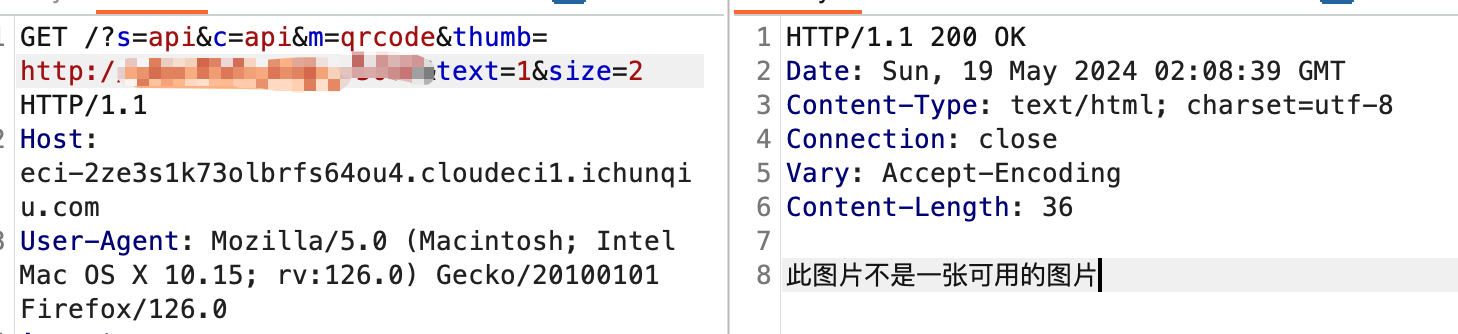 GET /?s=api&c=api&m=qrcode&thumb=
http:/
text=1&size=2
HTTP/1.1
2 Host:
eci-2ze3s1k73olbrfs64ou4.cloudeci1.ichunqi
u.com
3 User-Agent: Mozilla/5.0 (Macintosh; Intel
Mac OS X 10.15; rv:126.0) Gecko/20100101
Firefox/126.0
1 HTTP/1.1 200 OK
2 Date: Sun, 19 May 2024 02:08:39 GMT
3 Content-Type: text/html; charset=utf-8
4 Connection: close
5 Vary: Accept-Encoding
6 Content-Length: 36
7
8 此图片不是一张可用的图片